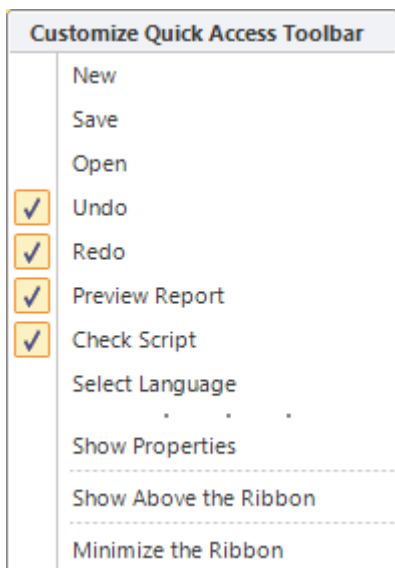 Customize Quick Access Toolbar
New
Save
Open
Undo
Redo
Preview Report
Check Script
Select Language
. . .
Show Properties
Show Above the Ribbon
Minimize the Ribbon